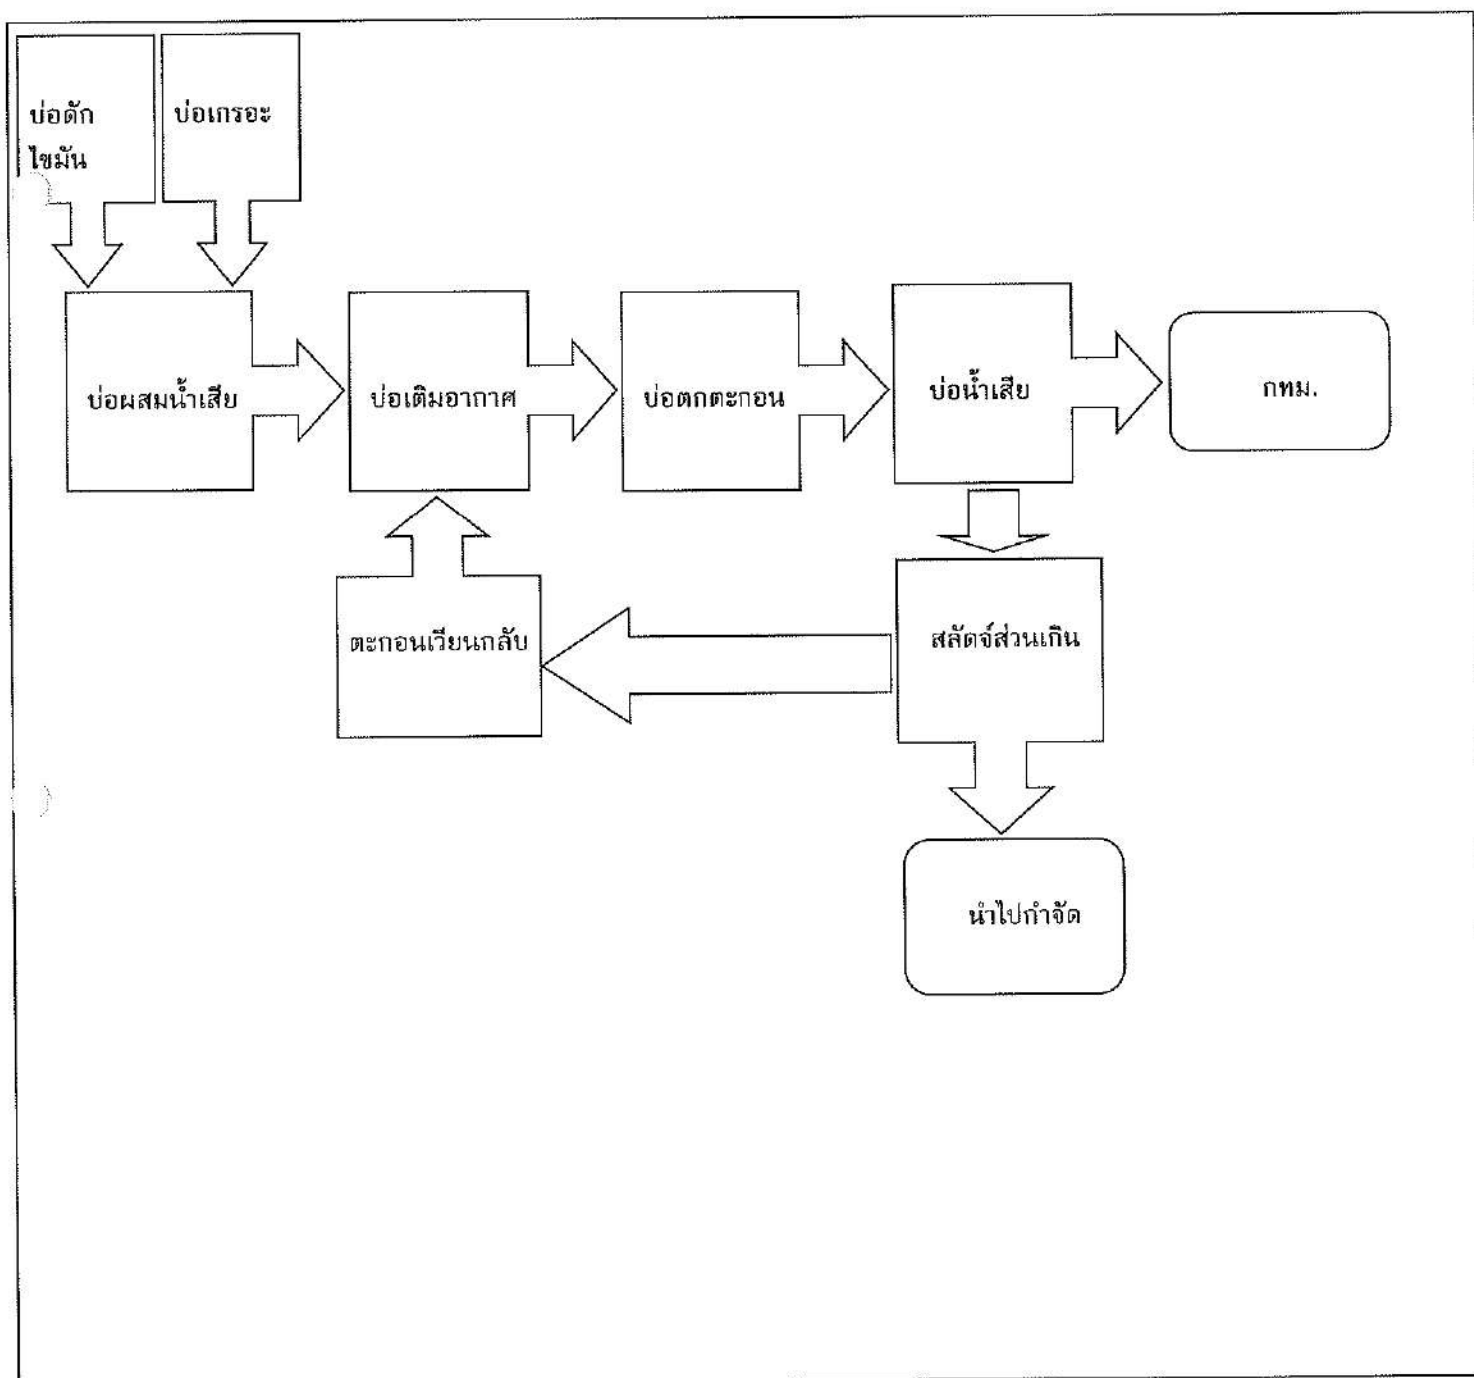 บ่อดัก
ไขมัน
บ่อเกรอะ
บ่อผสมน้ำเสีย
บ่อเติมอากาศ
บ่อตกตะกอน
บ่อน้ำเสีย
กทม.
ตะกอนเวียนกลับ
สลัดจ์ส่วนเกิน
นำไปกำจัด